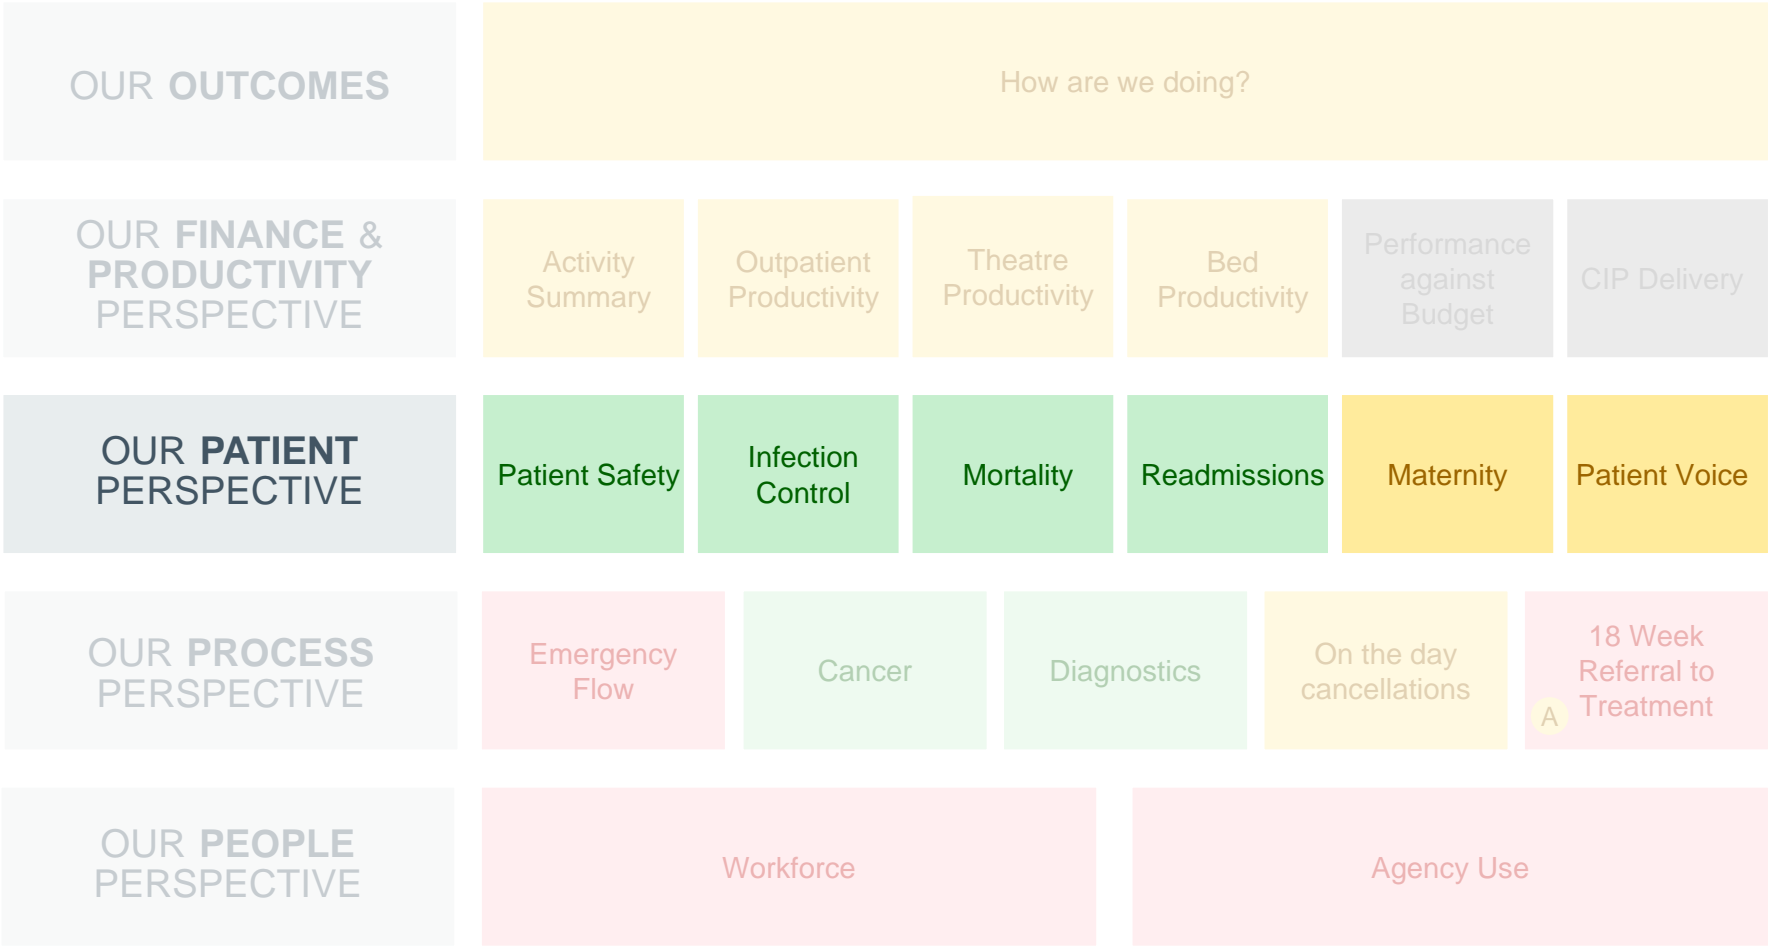 OUR OUTCOMES
How are we doing?
OUR FINANCE &
PRODUCTIVITY
PERSPECTIVE
Activity
Summary
Outpatient
Productivity
Theatre
Productivity
Bed
Productivity
Performance
against
Budget
CIP Delivery
OUR PATIENT
PERSPECTIVE
Patient Safety
Infection
Control
Mortality
Readmissions
Maternity
Patient Voice
OUR PROCESS
PERSPECTIVE
Emergency
Flow
Cancer
Diagnostics
On the day
cancellations
18 Week
Referral to
Treatment
A
OUR PEOPLE
PERSPECTIVE
Workforce
Agency Use